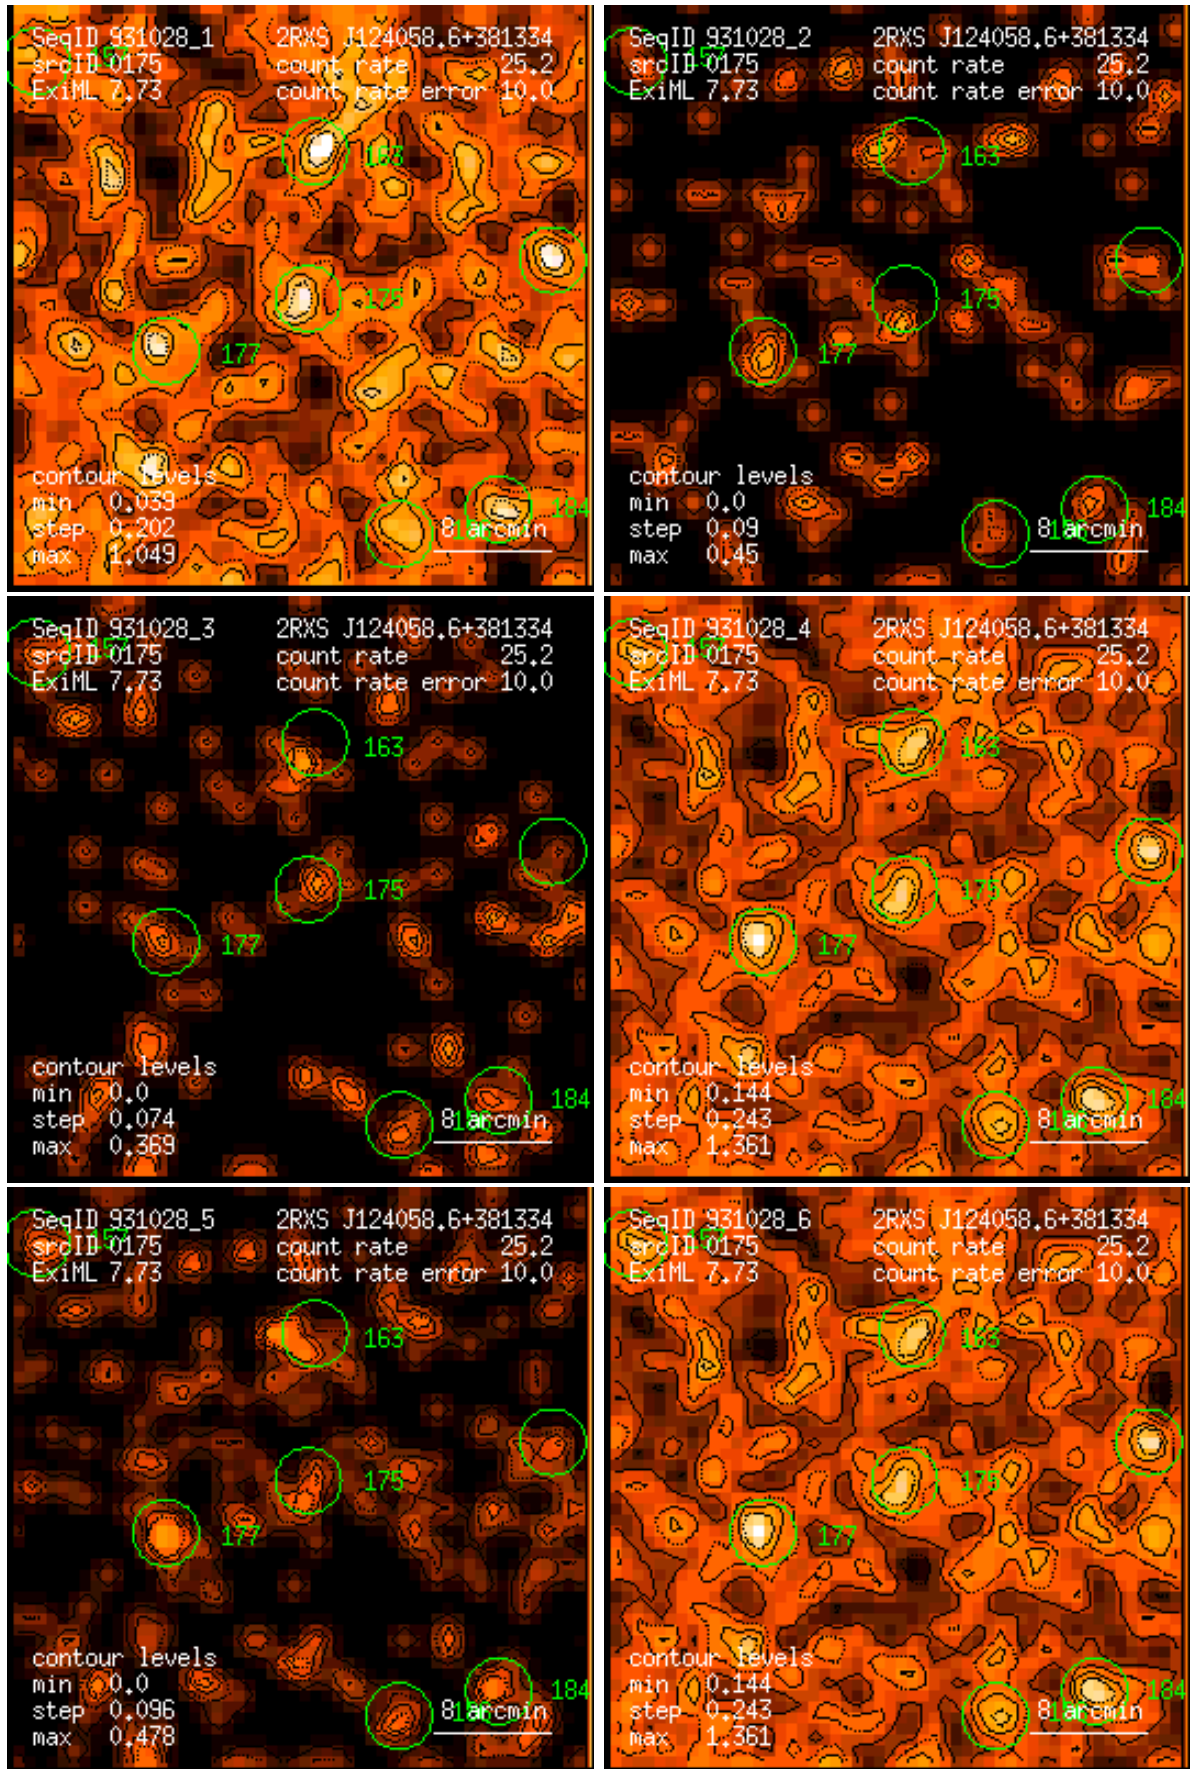 SeqID 931028_1 2RXS J124058.6+381334
srcID 0175 157 count rate 25.2
ExiML 7.73 count rate error 10.0
163
175
177
contour levels
min 0.039
184
step 0.202
8 arcmin
max 1.049
SeqID 931028_2 2RXS J124058.6+381334
srcID 0175 157 count rate 25.2
ExiML 7.73 count rate error 10.0
163
175
177
contour levels
min 0.0
184
step 0.09
8 arcmin
max 0.45
SeqID 931028_3 2RXS J124058.6+381334
srcID 0175 157 count rate 25.2
ExiML 7.73 count rate error 10.0
163
175
177
contour levels
min 0.0
184
step 0.074
8 arcmin
max 0.369
SeqID 931028_4 2RXS J124058.6+381334
srcID 0175 157 count rate 25.2
ExiML 7.73 count rate error 10.0
163
175
177
contour levels
min 0.144
184
step 0.243
8 arcmin
max 1.361
SeqID 931028_5 2RXS J124058.6+381334
srcID 0175 157 count rate 25.2
ExiML 7.73 count rate error 10.0
163
175
177
contour levels
min 0.0
184
step 0.096
8 arcmin
max 0.478
SeqID 931028_6 2RXS J124058.6+381334
srcID 0175 157 count rate 25.2
ExiML 7.73 count rate error 10.0
163
175
177
contour levels
min 0.144
184
step 0.243
8 arcmin
max 1.361